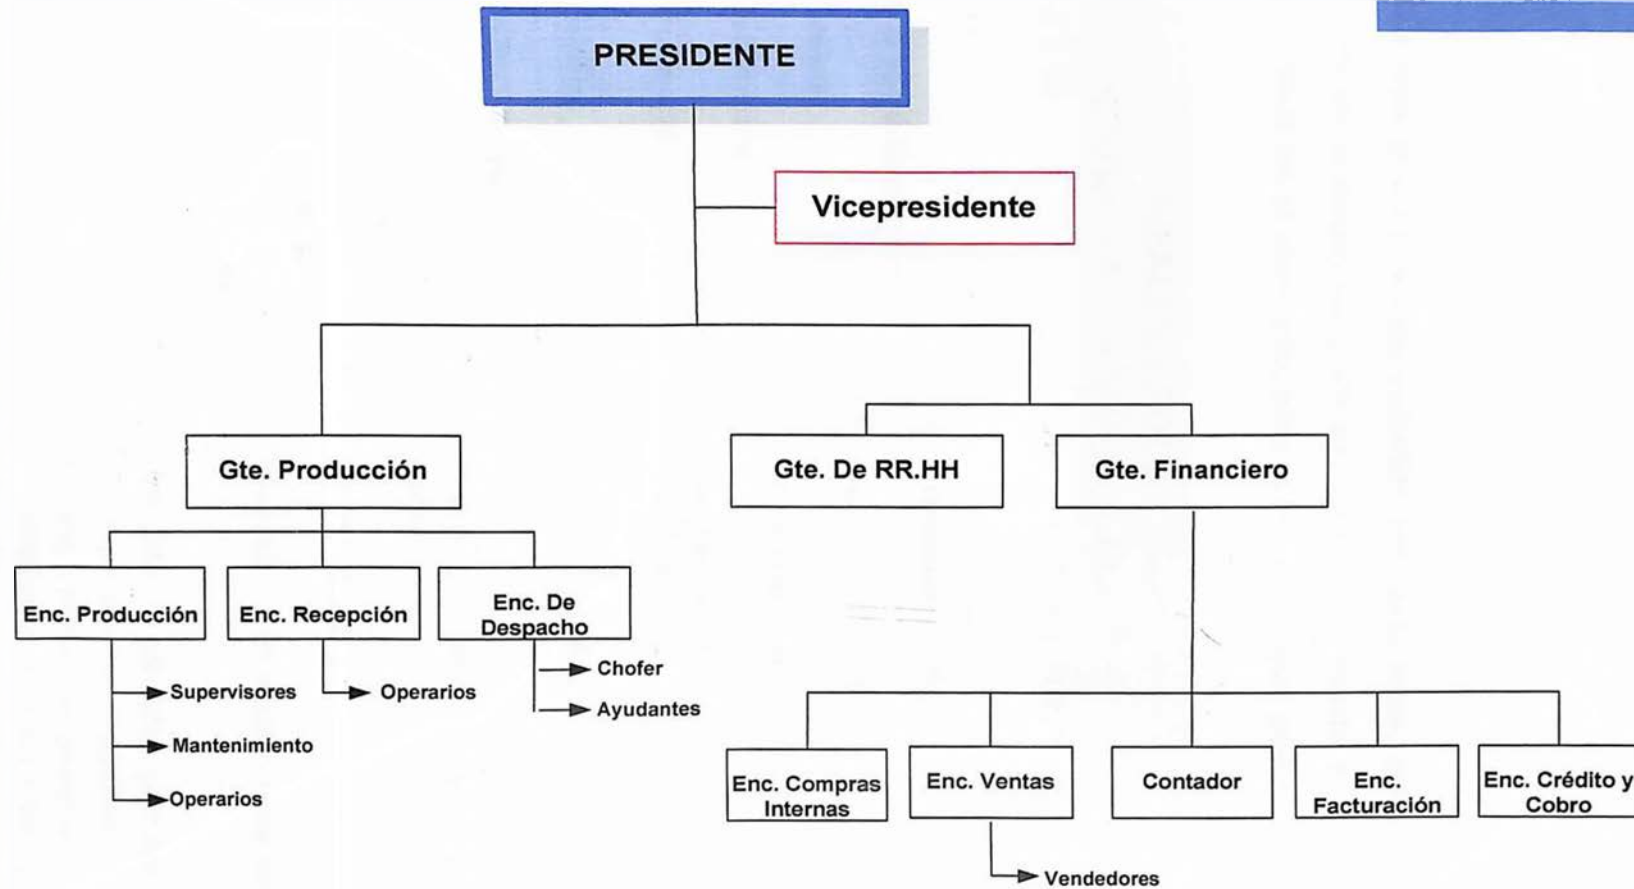 PRESIDENTE
Vicepresidente
Gte. Producción
Gte. De RR.HH
Gte. Financiero
Enc. Producción
Enc. Recepción
Enc. De
Despacho
Supervisores
Mantenimiento
Operarios
Operarios
Chofer
Ayudantes
Enc. Compras
Internas
Enc. Ventas
Contador
Enc.
Facturación
Enc. Crédito y
Cobro
Vendedores